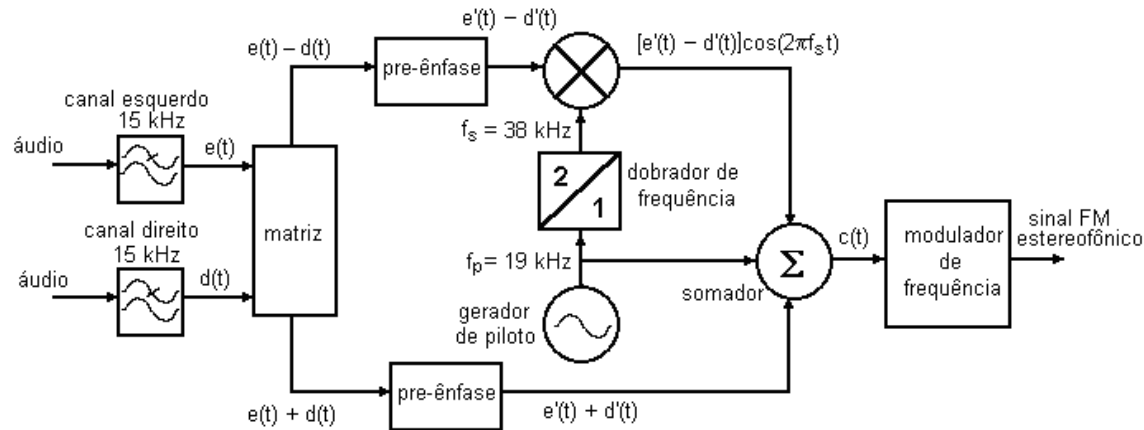 e'(t) – d'(t)
[e'(t) – d'(t)]cos(2πfₛt)
e(t) – d(t)
pre-ênfase
canal esquerdo
15 kHz
áudio
e(t)
fₛ = 38 kHz
2
1
dobrador de
frequência
canal direito
15 kHz
áudio
d(t)
matriz
fₚ = 19 kHz
gerador
de piloto
Σ
somador
c(t)
modulador
de
frequência
sinal FM
estereofônico
pre-ênfase
e(t) + d(t)
e'(t) + d'(t)